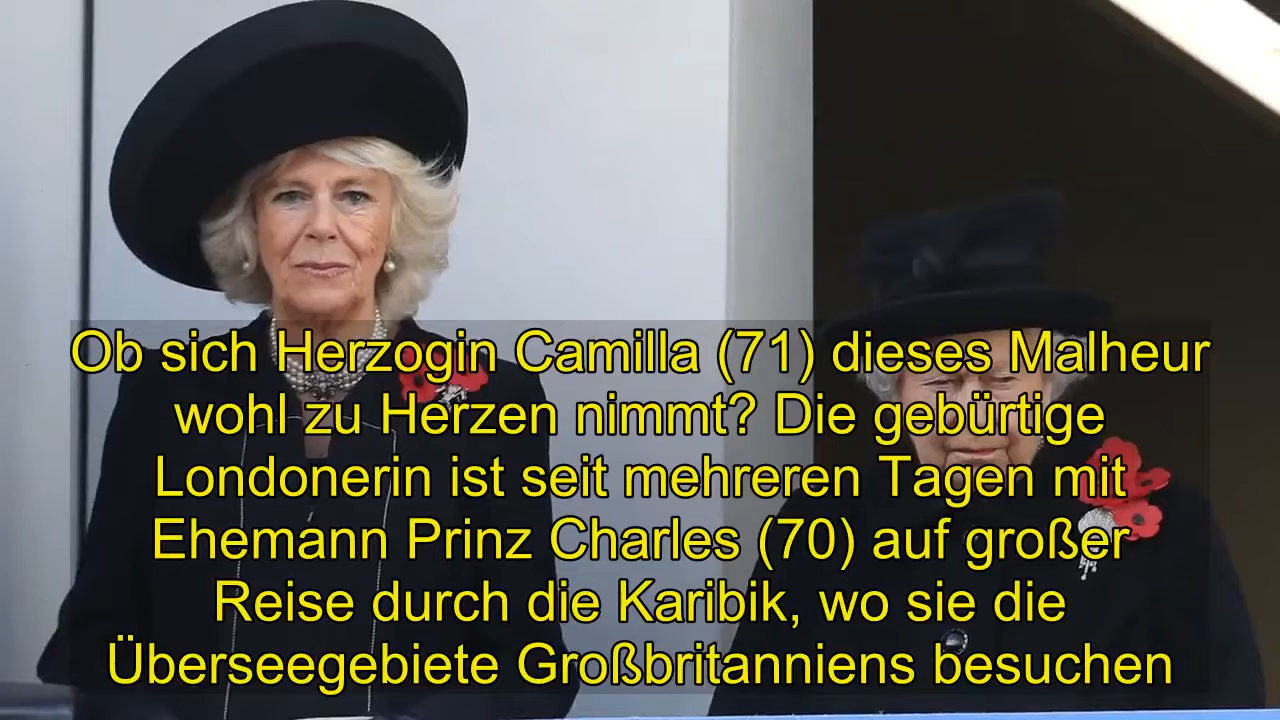 Ob sich Herzogin Camilla (71) dieses Malheur
wohl zu Herzen nimmt? Die gebürtige
Londonerin ist seit mehreren Tagen mit
Ehemann Prinz Charles (70) auf großer
Reise durch die Karibik, wo sie die
Überseegebiete Großbritanniens besuchen